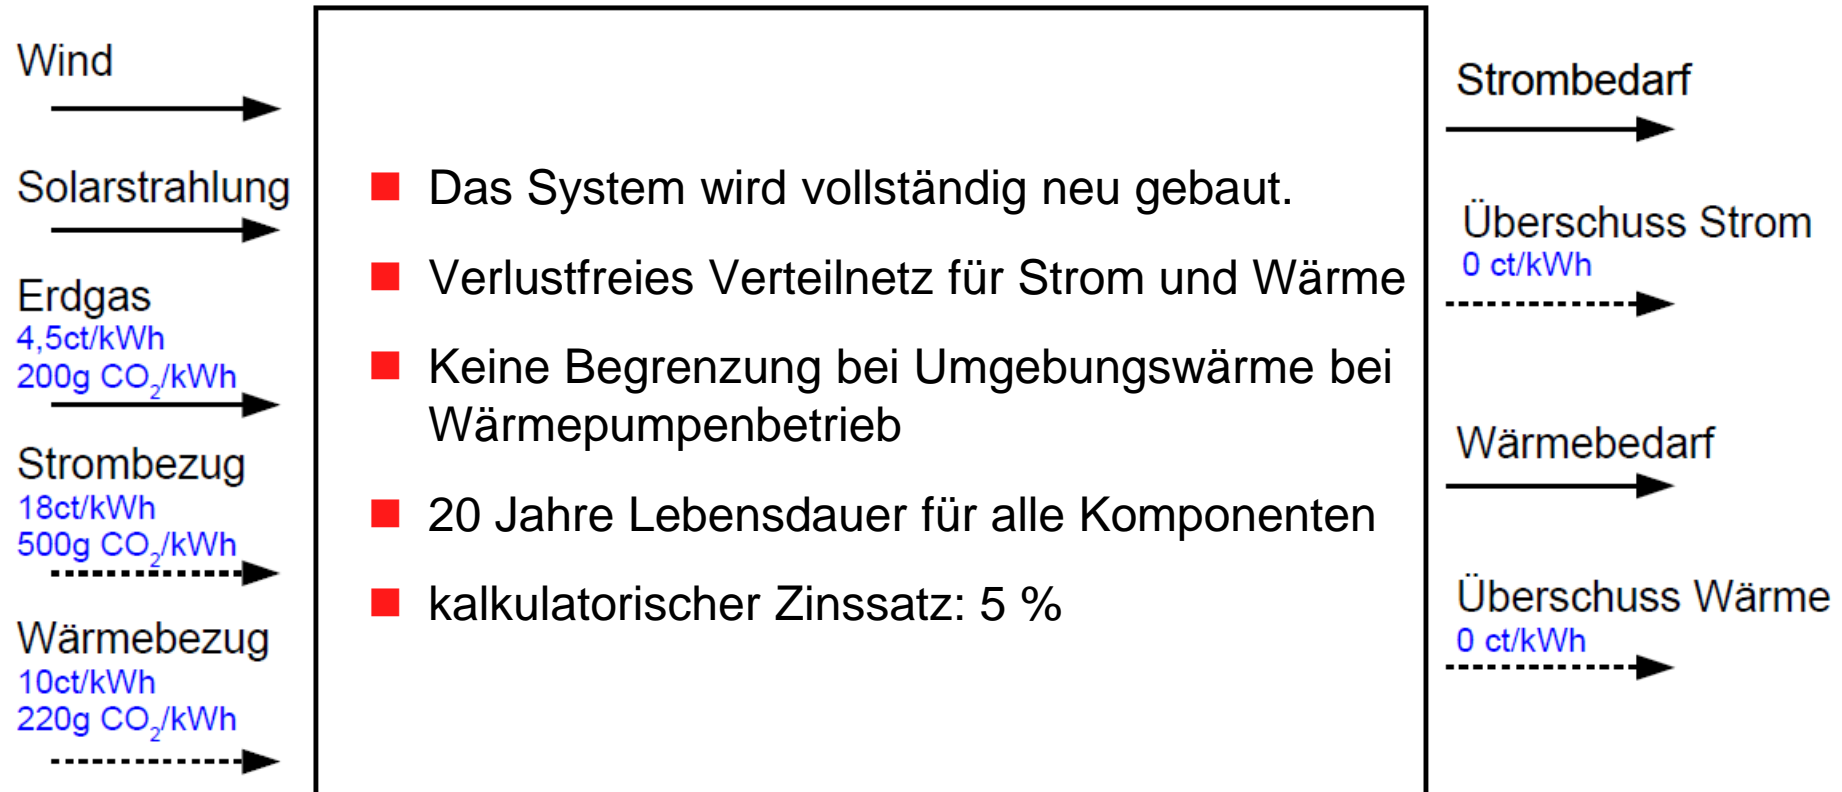 Wind
Solarstrahlung
Erdgas
4,5ct/kWh
200g CO₂/kWh
Strombezug
18ct/kWh
500g CO₂/kWh
Wärmebezug
10ct/kWh
220g CO₂/kWh
Das System wird vollständig neu gebaut.
Verlustfreies Verteilnetz für Strom und Wärme
Keine Begrenzung bei Umgebungswärme bei
Wärmepumpenbetrieb
20 Jahre Lebensdauer für alle Komponenten
kalkulatorischer Zinssatz: 5 %
Strombedarf
Überschuss Strom
0 ct/kWh
Wärmebedarf
Überschuss Wärme
0 ct/kWh